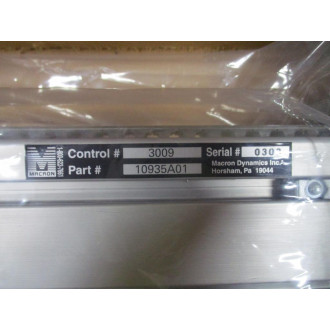 MACRON
Control # 3009 Serial #
Part # 10935A01
Macron Dynamics Inc.
Horsham, Pa 19044